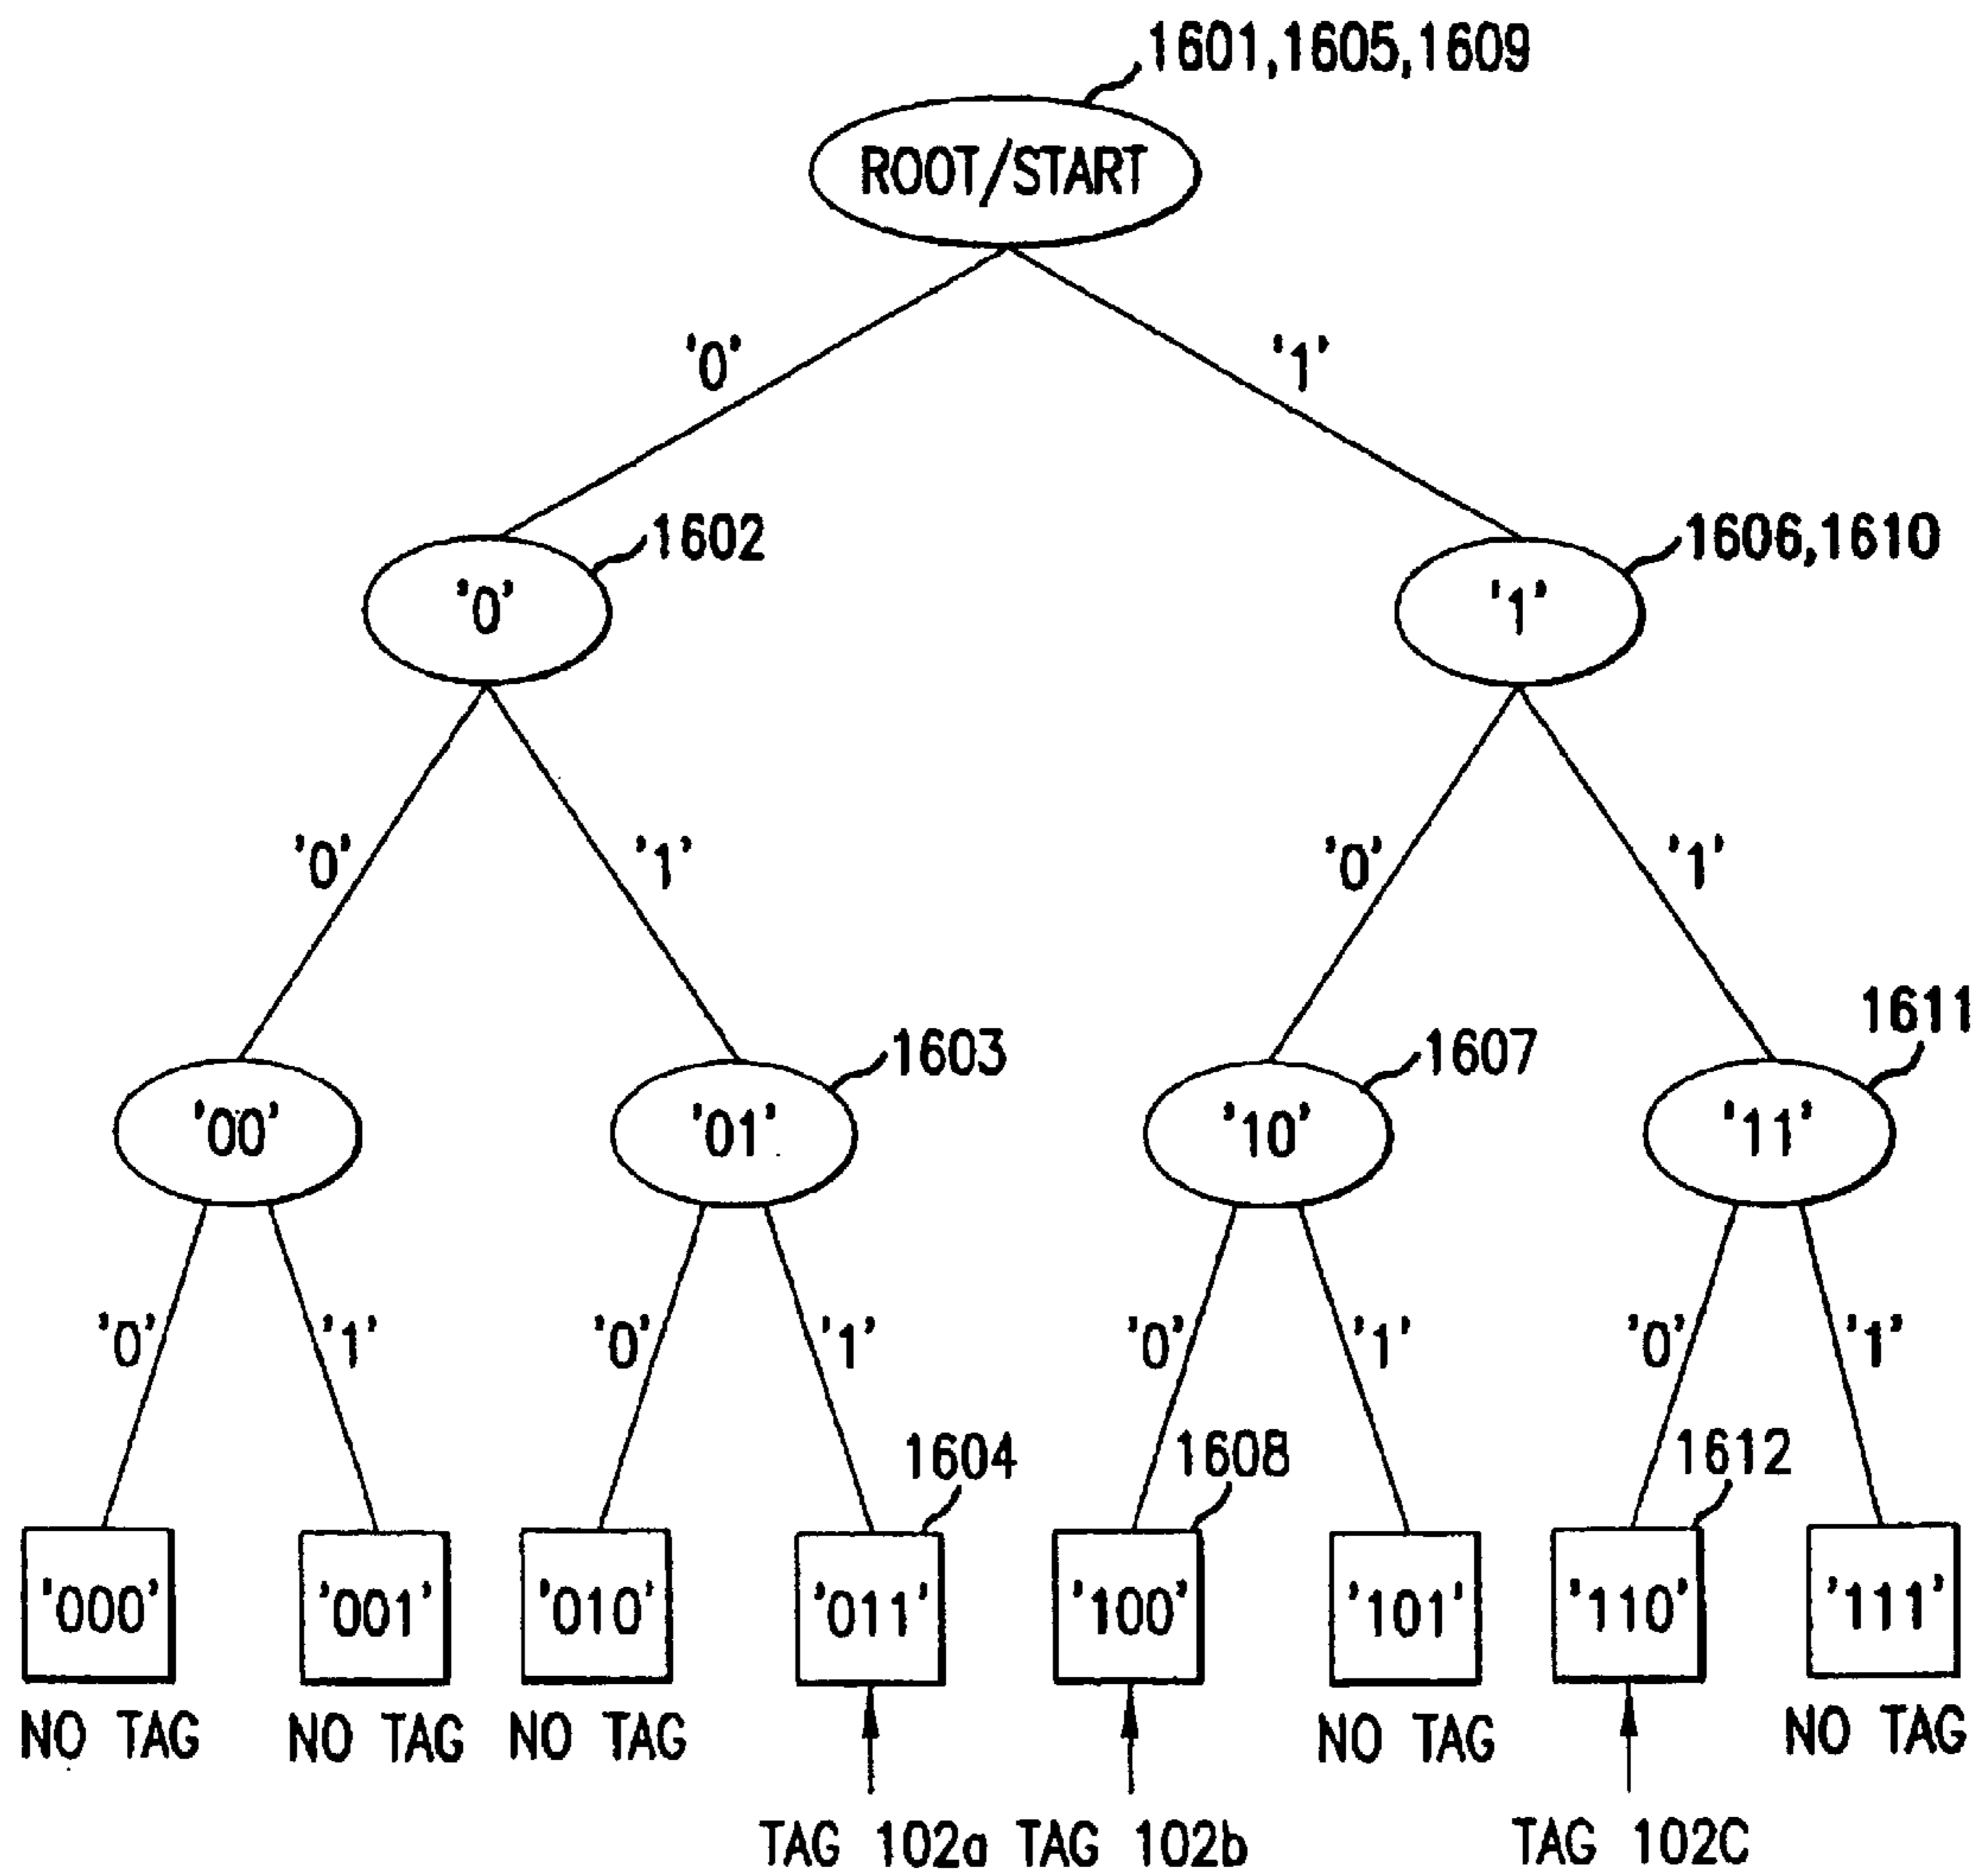 1601,1605,1609
ROOT/START
'0' '1'
1602 1606,1610
'0' '1'
'0' '1' '0' '1'
1611
1603 1607
'00' '01' '10' '11'
'0' '1' '0' '1' '0' '1' '0' '1'
1604 1608 1612
'000' '001' '010' '011' '100' '101' '110' '111'
NO TAG NO TAG NO TAG NO TAG NO TAG
TAG 102a TAG 102b TAG 102C